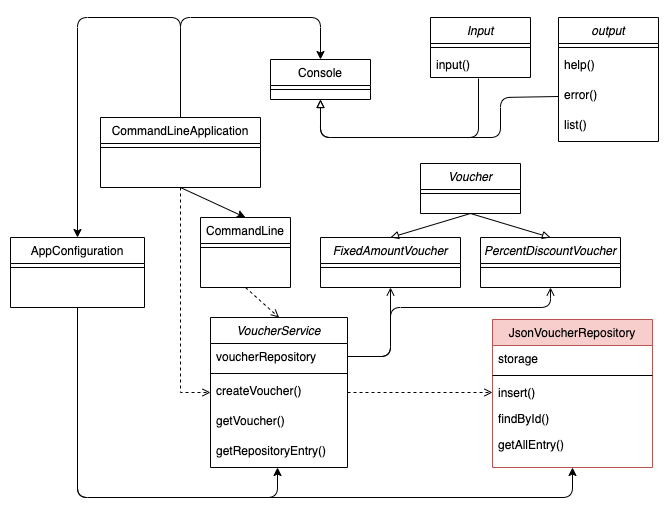 Input
input()
output
help()
error()
list()
Console
CommandLineApplication
Voucher
CommandLine
AppConfiguration
FixedAmountVoucher
PercentDiscountVoucher
VoucherService
voucherRepository
createVoucher()
getVoucher()
getRepositoryEntry()
JsonVoucherRepository
storage
insert()
findById()
getAllEntry()